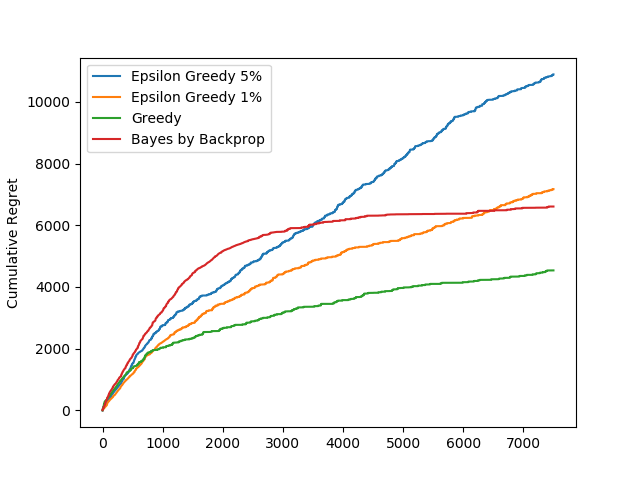 Epsilon Greedy 5%
Epsilon Greedy 1%
Greedy
Bayes by Backprop
Cumulative Regret
10000
8000
6000
4000
2000
0
0 1000 2000 3000 4000 5000 6000 7000